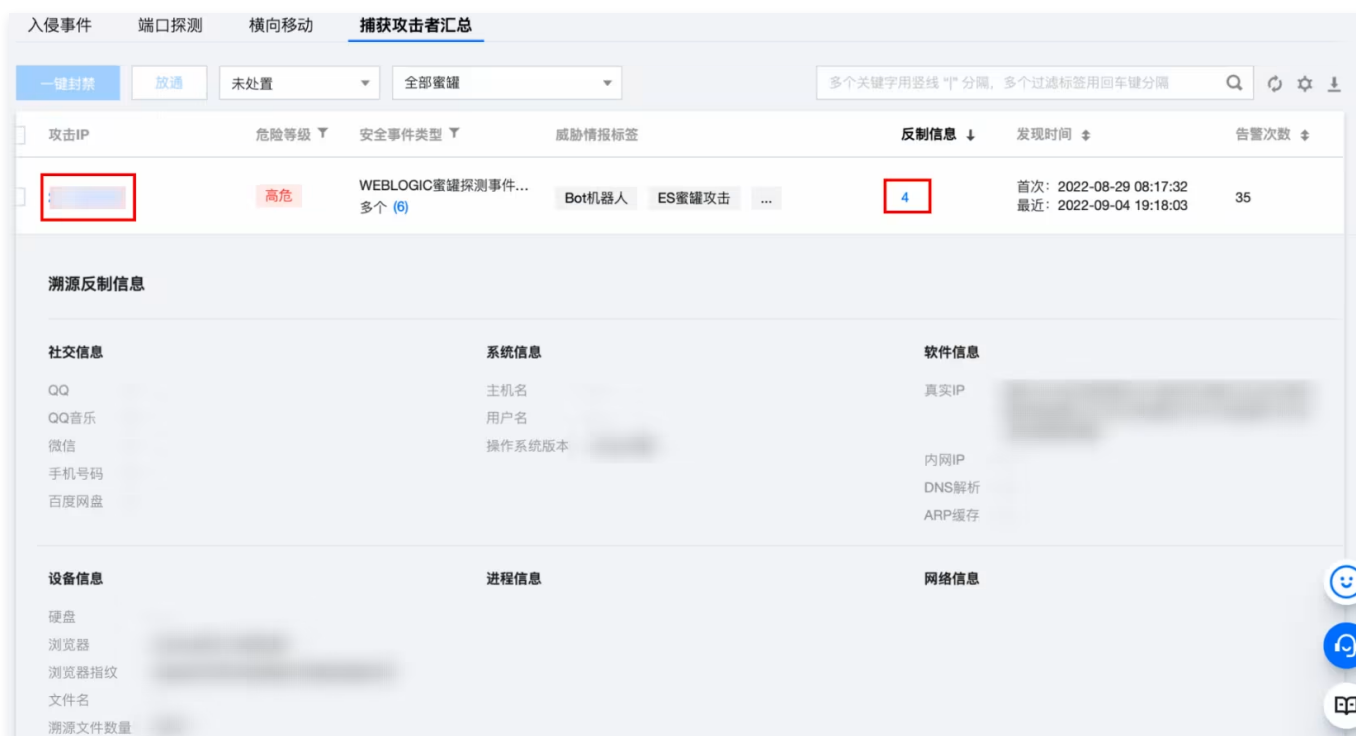 入侵事件 端口探测 横向移动 捕获攻击者汇总
一键封禁 放通 未处置 全部蜜罐 多个关键字用竖线 "|" 分隔, 多个过滤标签用回车键分隔
攻击IP 危险等级 安全事件类型 威胁情报标签 反制信息 发现时间 告警次数
高危 WEBLOGIC蜜罐探测事件... 多个 (6) Bot机器人 ES蜜罐攻击 ... 4 首次: 2022-08-29 08:17:32 最近: 2022-09-04 19:18:03 35
溯源反制信息
社交信息 系统信息 软件信息
QQ 主机名 真实IP
QQ音乐 用户名
微信 操作系统版本 内网IP
手机号码 DNS解析
百度网盘 ARP缓存
设备信息 进程信息 网络信息
硬盘
浏览器
浏览器指纹
文件名
溯源文件数量